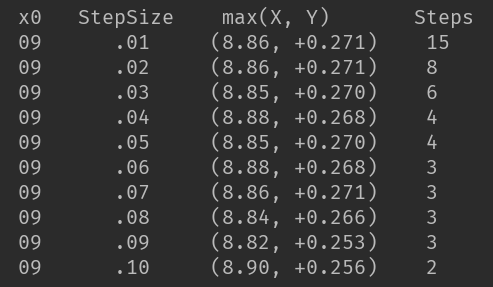 x0 StepSize max(X, Y) Steps
09 .01 (8.86, +0.271) 15
09 .02 (8.86, +0.271) 8
09 .03 (8.85, +0.270) 6
09 .04 (8.88, +0.268) 4
09 .05 (8.85, +0.270) 4
09 .06 (8.88, +0.268) 3
09 .07 (8.86, +0.271) 3
09 .08 (8.84, +0.266) 3
09 .09 (8.82, +0.253) 3
09 .10 (8.90, +0.256) 2